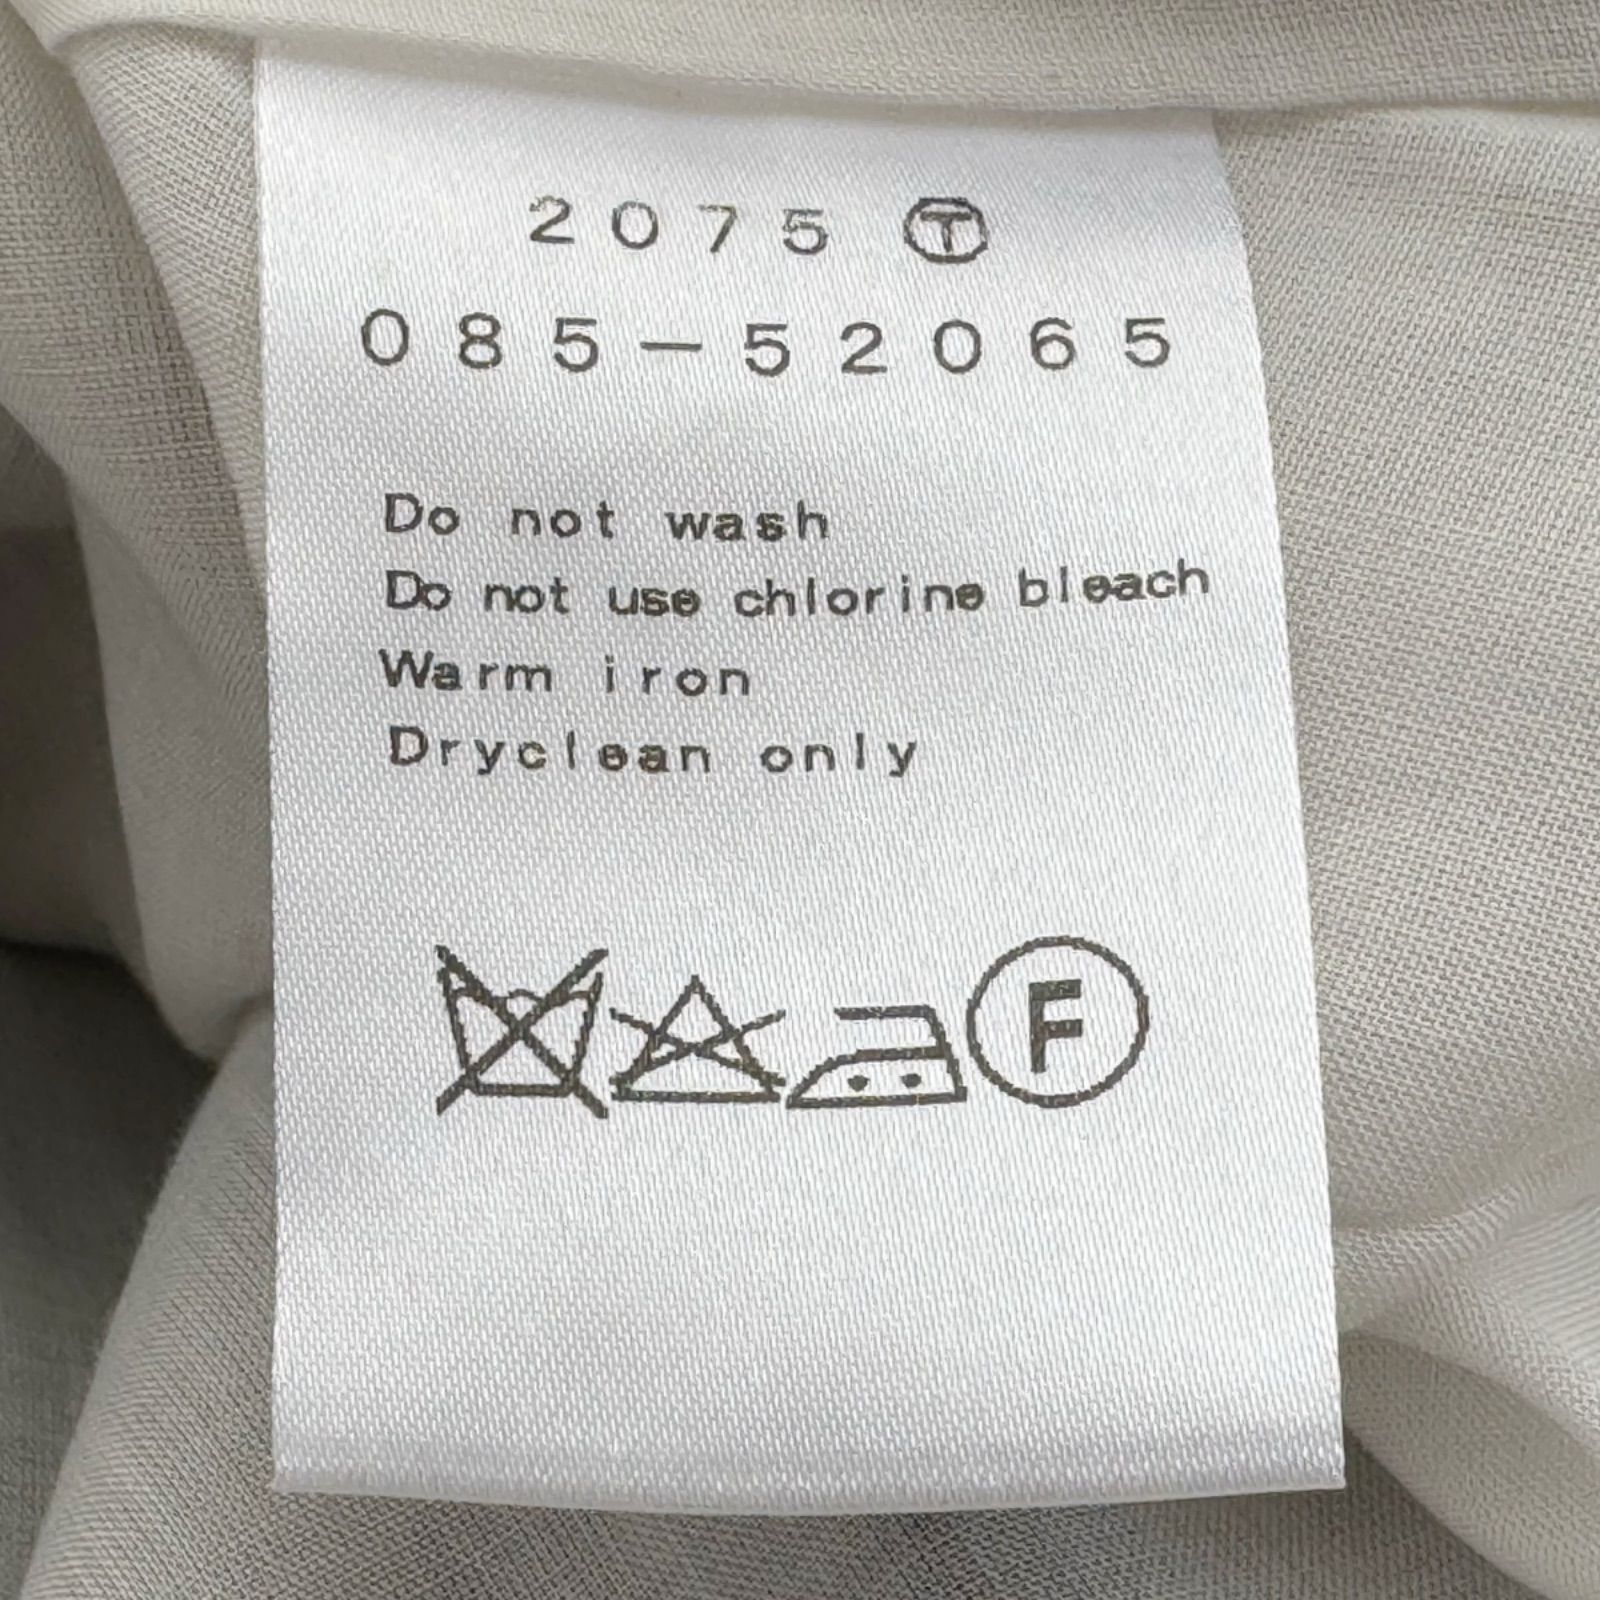 2075 Ⓣ
085-52065
Do not wash
Do not use chlorine bleach
Warm iron
Dryclean only
F